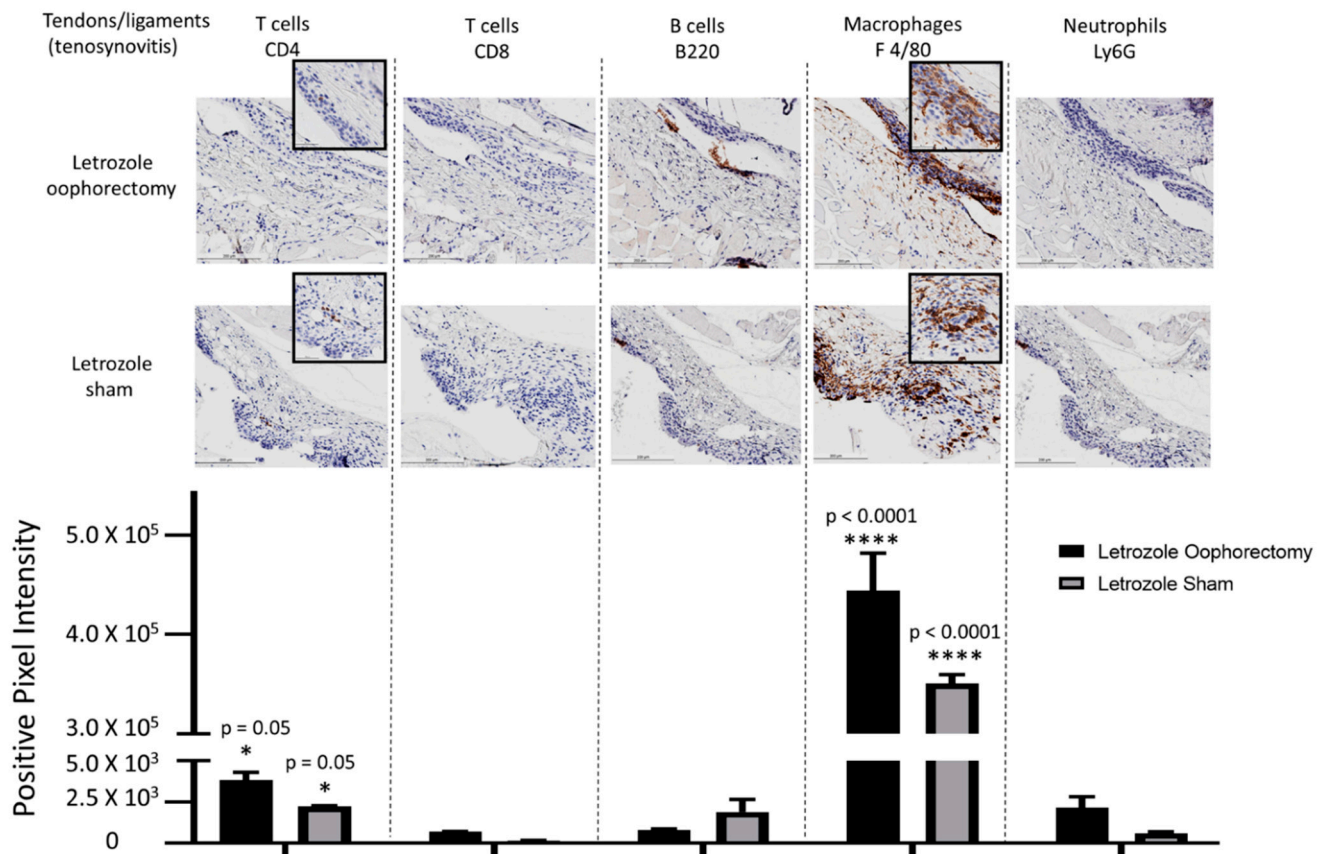 Tendons/ligaments
(tenosynovitis)
T cells
CD4
T cells
CD8
B cells
B220
Macrophages
F 4/80
Neutrophils
Ly6G
Letrozole
oophorectomy
Letrozole
sham
Positive Pixel Intensity
5.0 X 10⁵
4.0 X 10⁵
3.0 X 10⁵
5.0 X 10³
2.5 X 10³
0
p = 0.05
*
p = 0.05
*
p < 0.0001
****
p < 0.0001
****
Letrozole Oophorectomy
Letrozole Sham